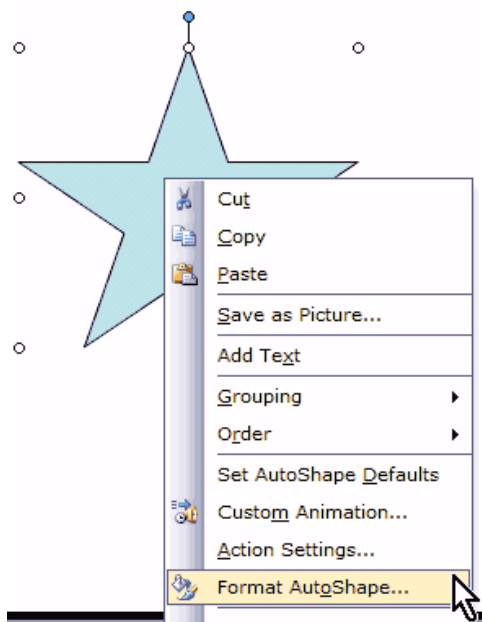 Cut
Copy
Paste
Save as Picture...
Add Text
Grouping
Order
Set AutoShape Defaults
Custom Animation...
Action Settings...
Format AutoShape...